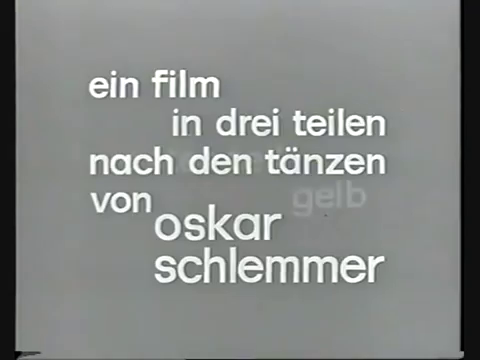 ein film
in drei teilen
nach den tänzen
von gelb
oskar
schlemmer